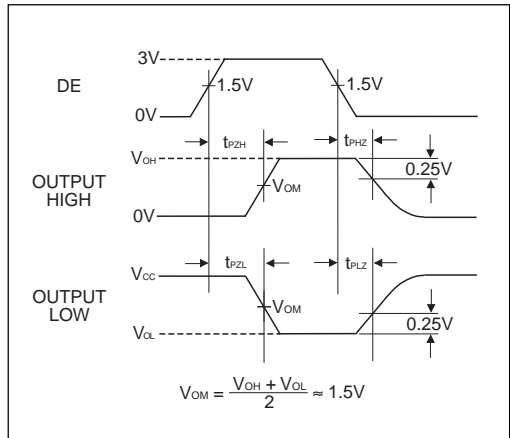 3V
DE
1.5V
1.5V
0V
tPZH
tPHZ
VOH
0.25V
OUTPUT
HIGH
VOM
0V
tPZL
tPLZ
VCC
OUTPUT
LOW
VOM
0.25V
VOL
VOM = VOH + VOL / 2 ≈ 1.5V